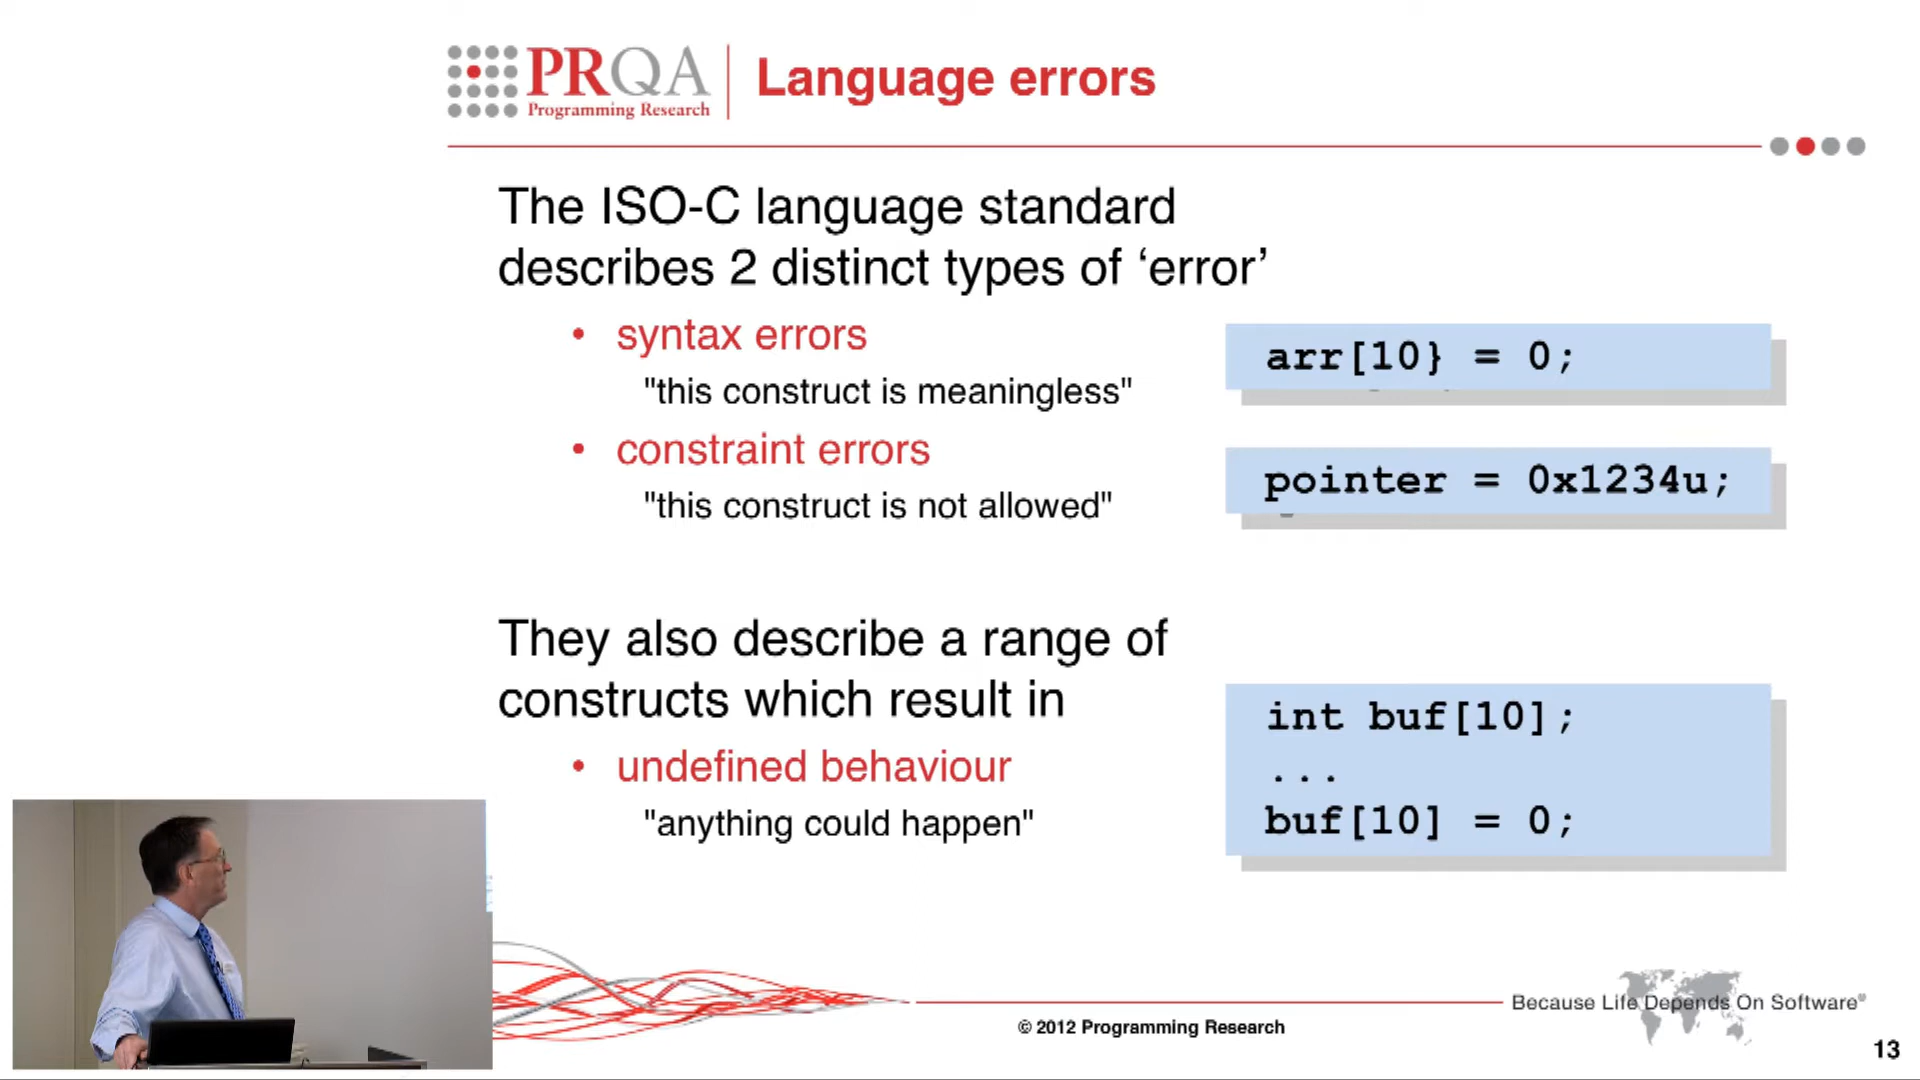 PRQA
Programming Research
Language errors
The ISO-C language standard
describes 2 distinct types of ‘error’
• syntax errors
"this construct is meaningless"
arr[10} = 0;
• constraint errors
"this construct is not allowed"
pointer = 0x1234u;
They also describe a range of
constructs which result in
• undefined behaviour
"anything could happen"
int buf[10];
...
buf[10] = 0;
Because Life Depends On Software®
© 2012 Programming Research
13